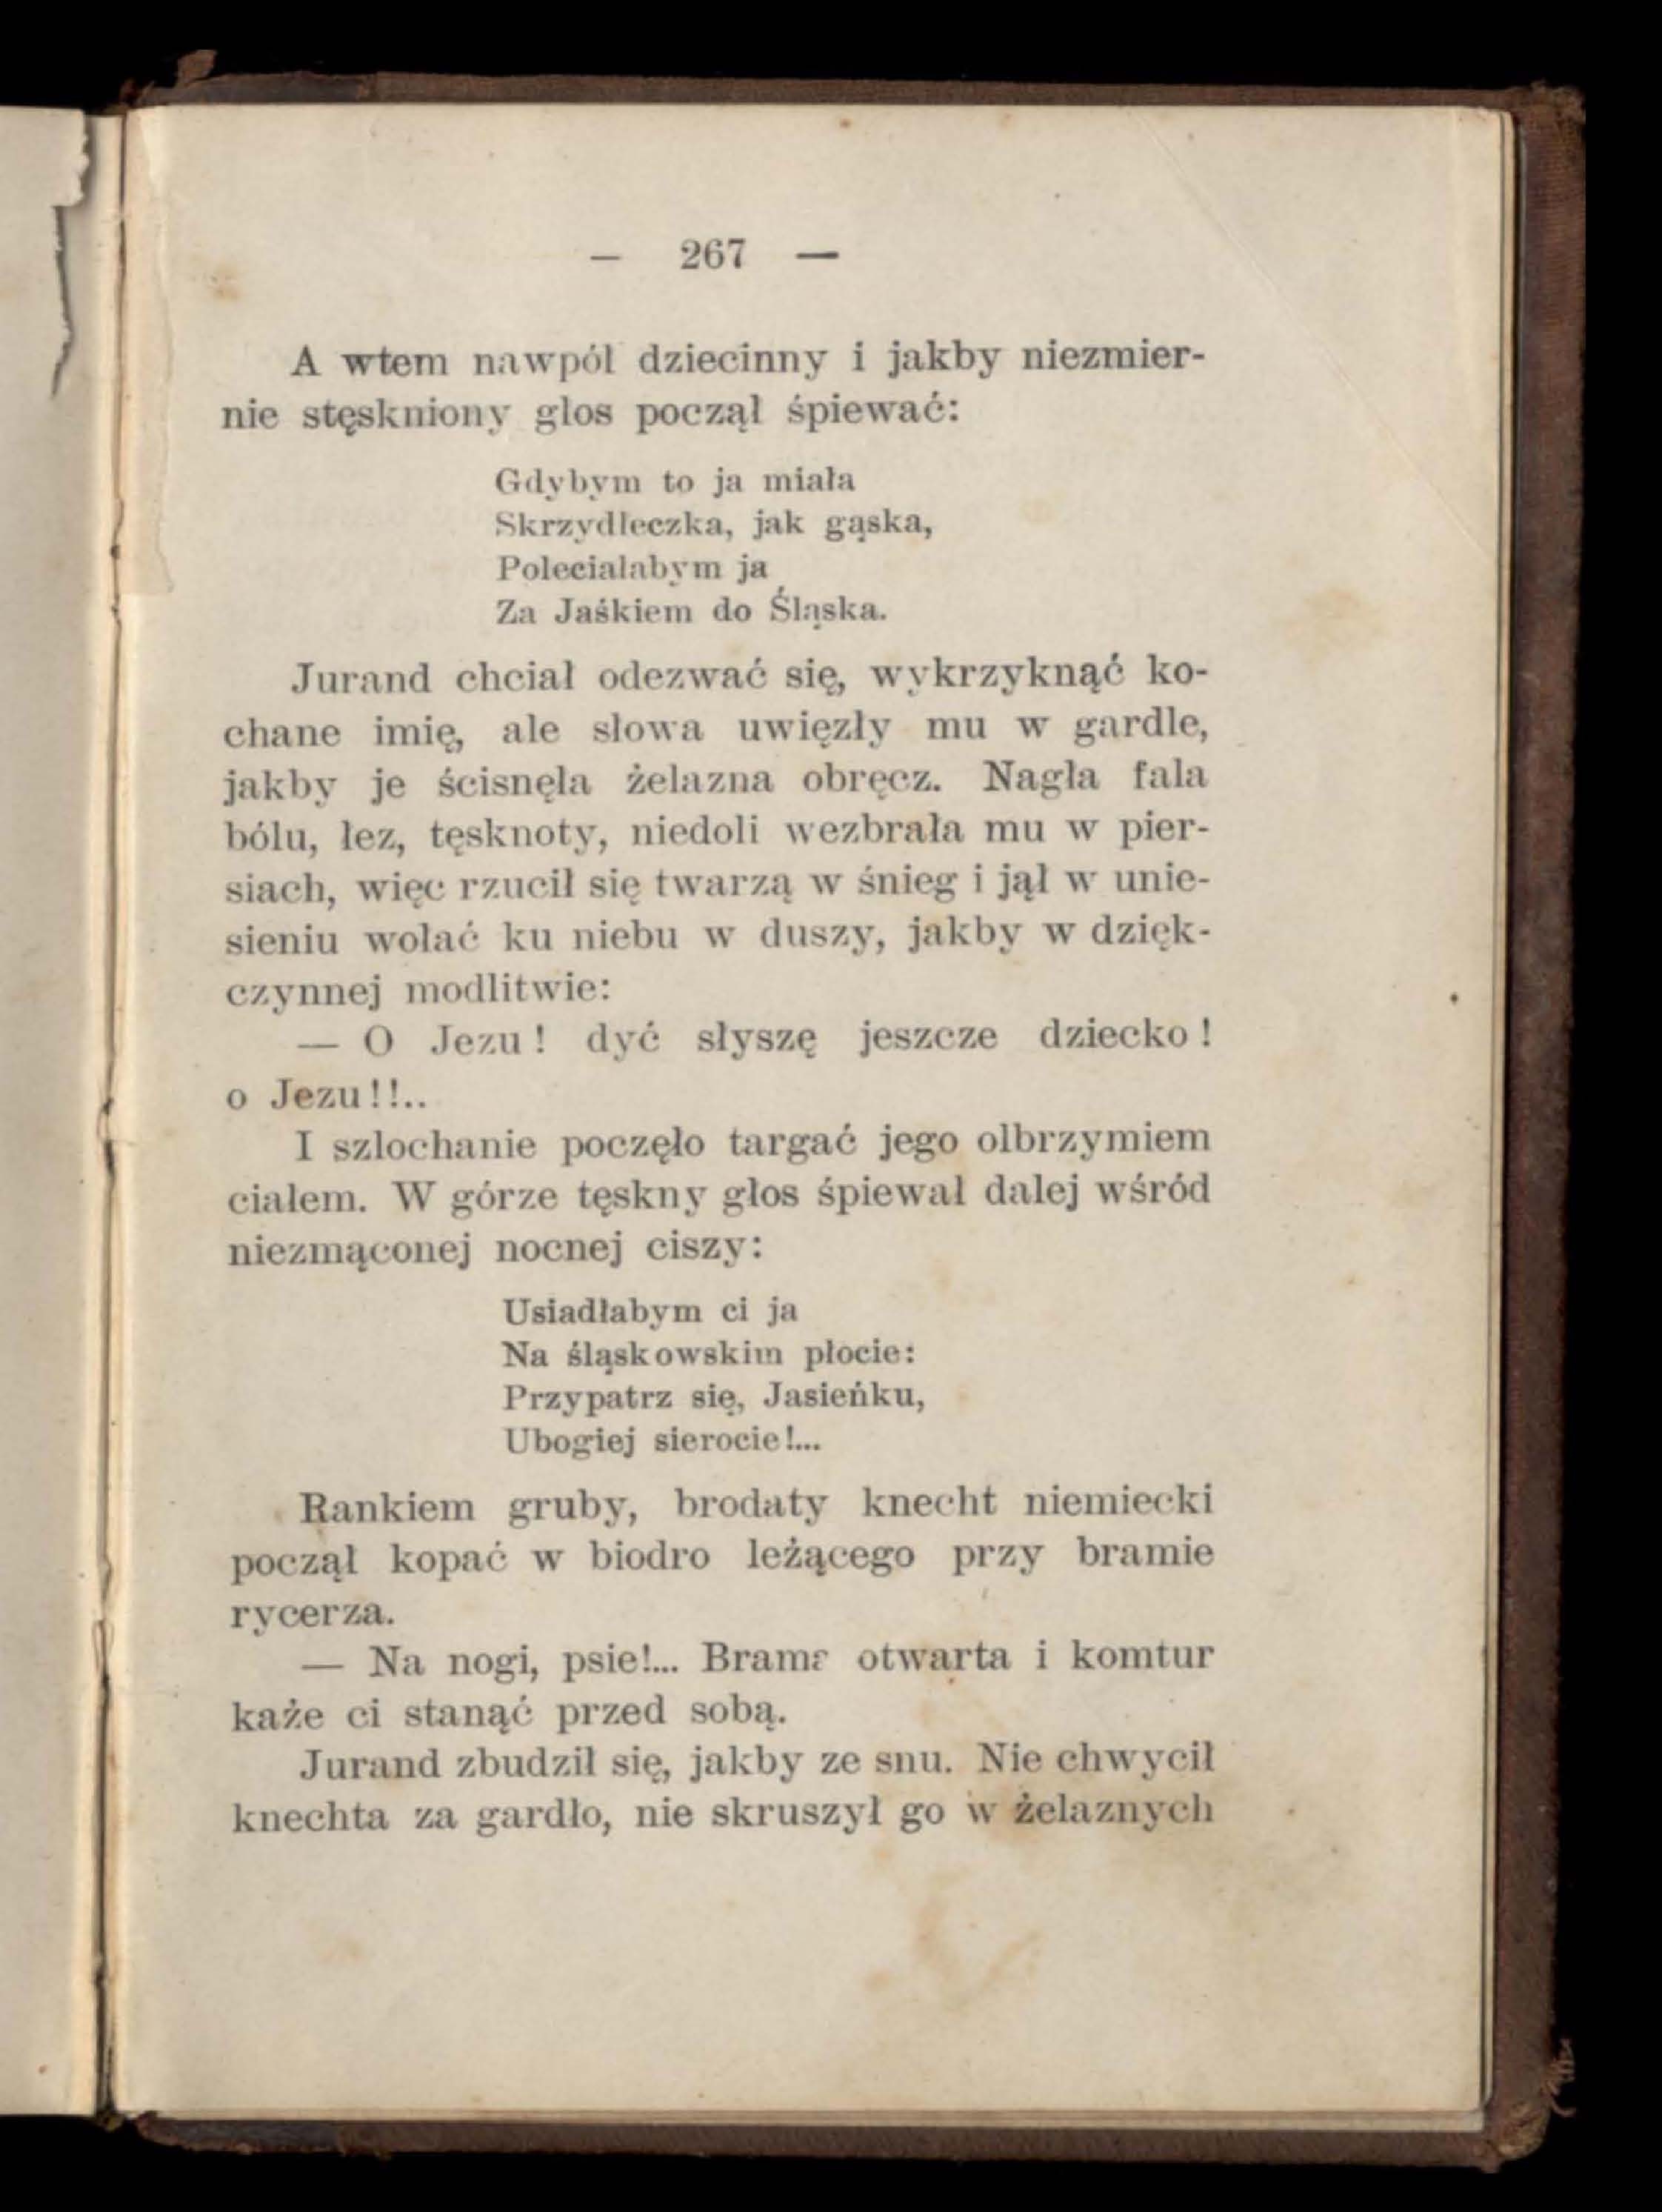 — 267 —
A wtem nawpół dziecinny i jakby niezmier-
nie stęskniony głos począł śpiewać:
Gdybym to ja miała
Skrzydłeczka, jak gąska,
Poleciałabym ja
Za Jaśkiem do Śląska.
Jurand chciał odezwać się, wykrzyknąć ko-
chane imię, ale słowa uwięzły mu w gardle,
jakby je ścisnęła żelazna obręcz. Nagła fala
bólu, łez, tęsknoty, niedoli wezbrała mu w pier-
siach, więc rzucił się twarzą w śnieg i jął w unie-
sieniu wołać ku niebu w duszy, jakby w dzięk-
czynnej modlitwie:
— O Jezu! dyć słyszę jeszcze dziecko!
o Jezu!!..
I szlochanie poczęło targać jego olbrzymiem
ciałem. W górze tęskny głos śpiewał dalej wśród
niezmąconej nocnej ciszy:
Usiadłabym ci ja
Na śląskowskim płocie:
Przypatrz się, Jasieńku,
Ubogiej sierocie!...
Rankiem gruby, brodaty knecht niemiecki
począł kopać w biodro leżącego przy bramie
rycerza.
— Na nogi, psie!... Brama otwarta i komtur
każe ci stanąć przed sobą.
Jurand zbudził się, jakby ze snu. Nie chwycił
knechta za gardło, nie skruszył go w żelaznych